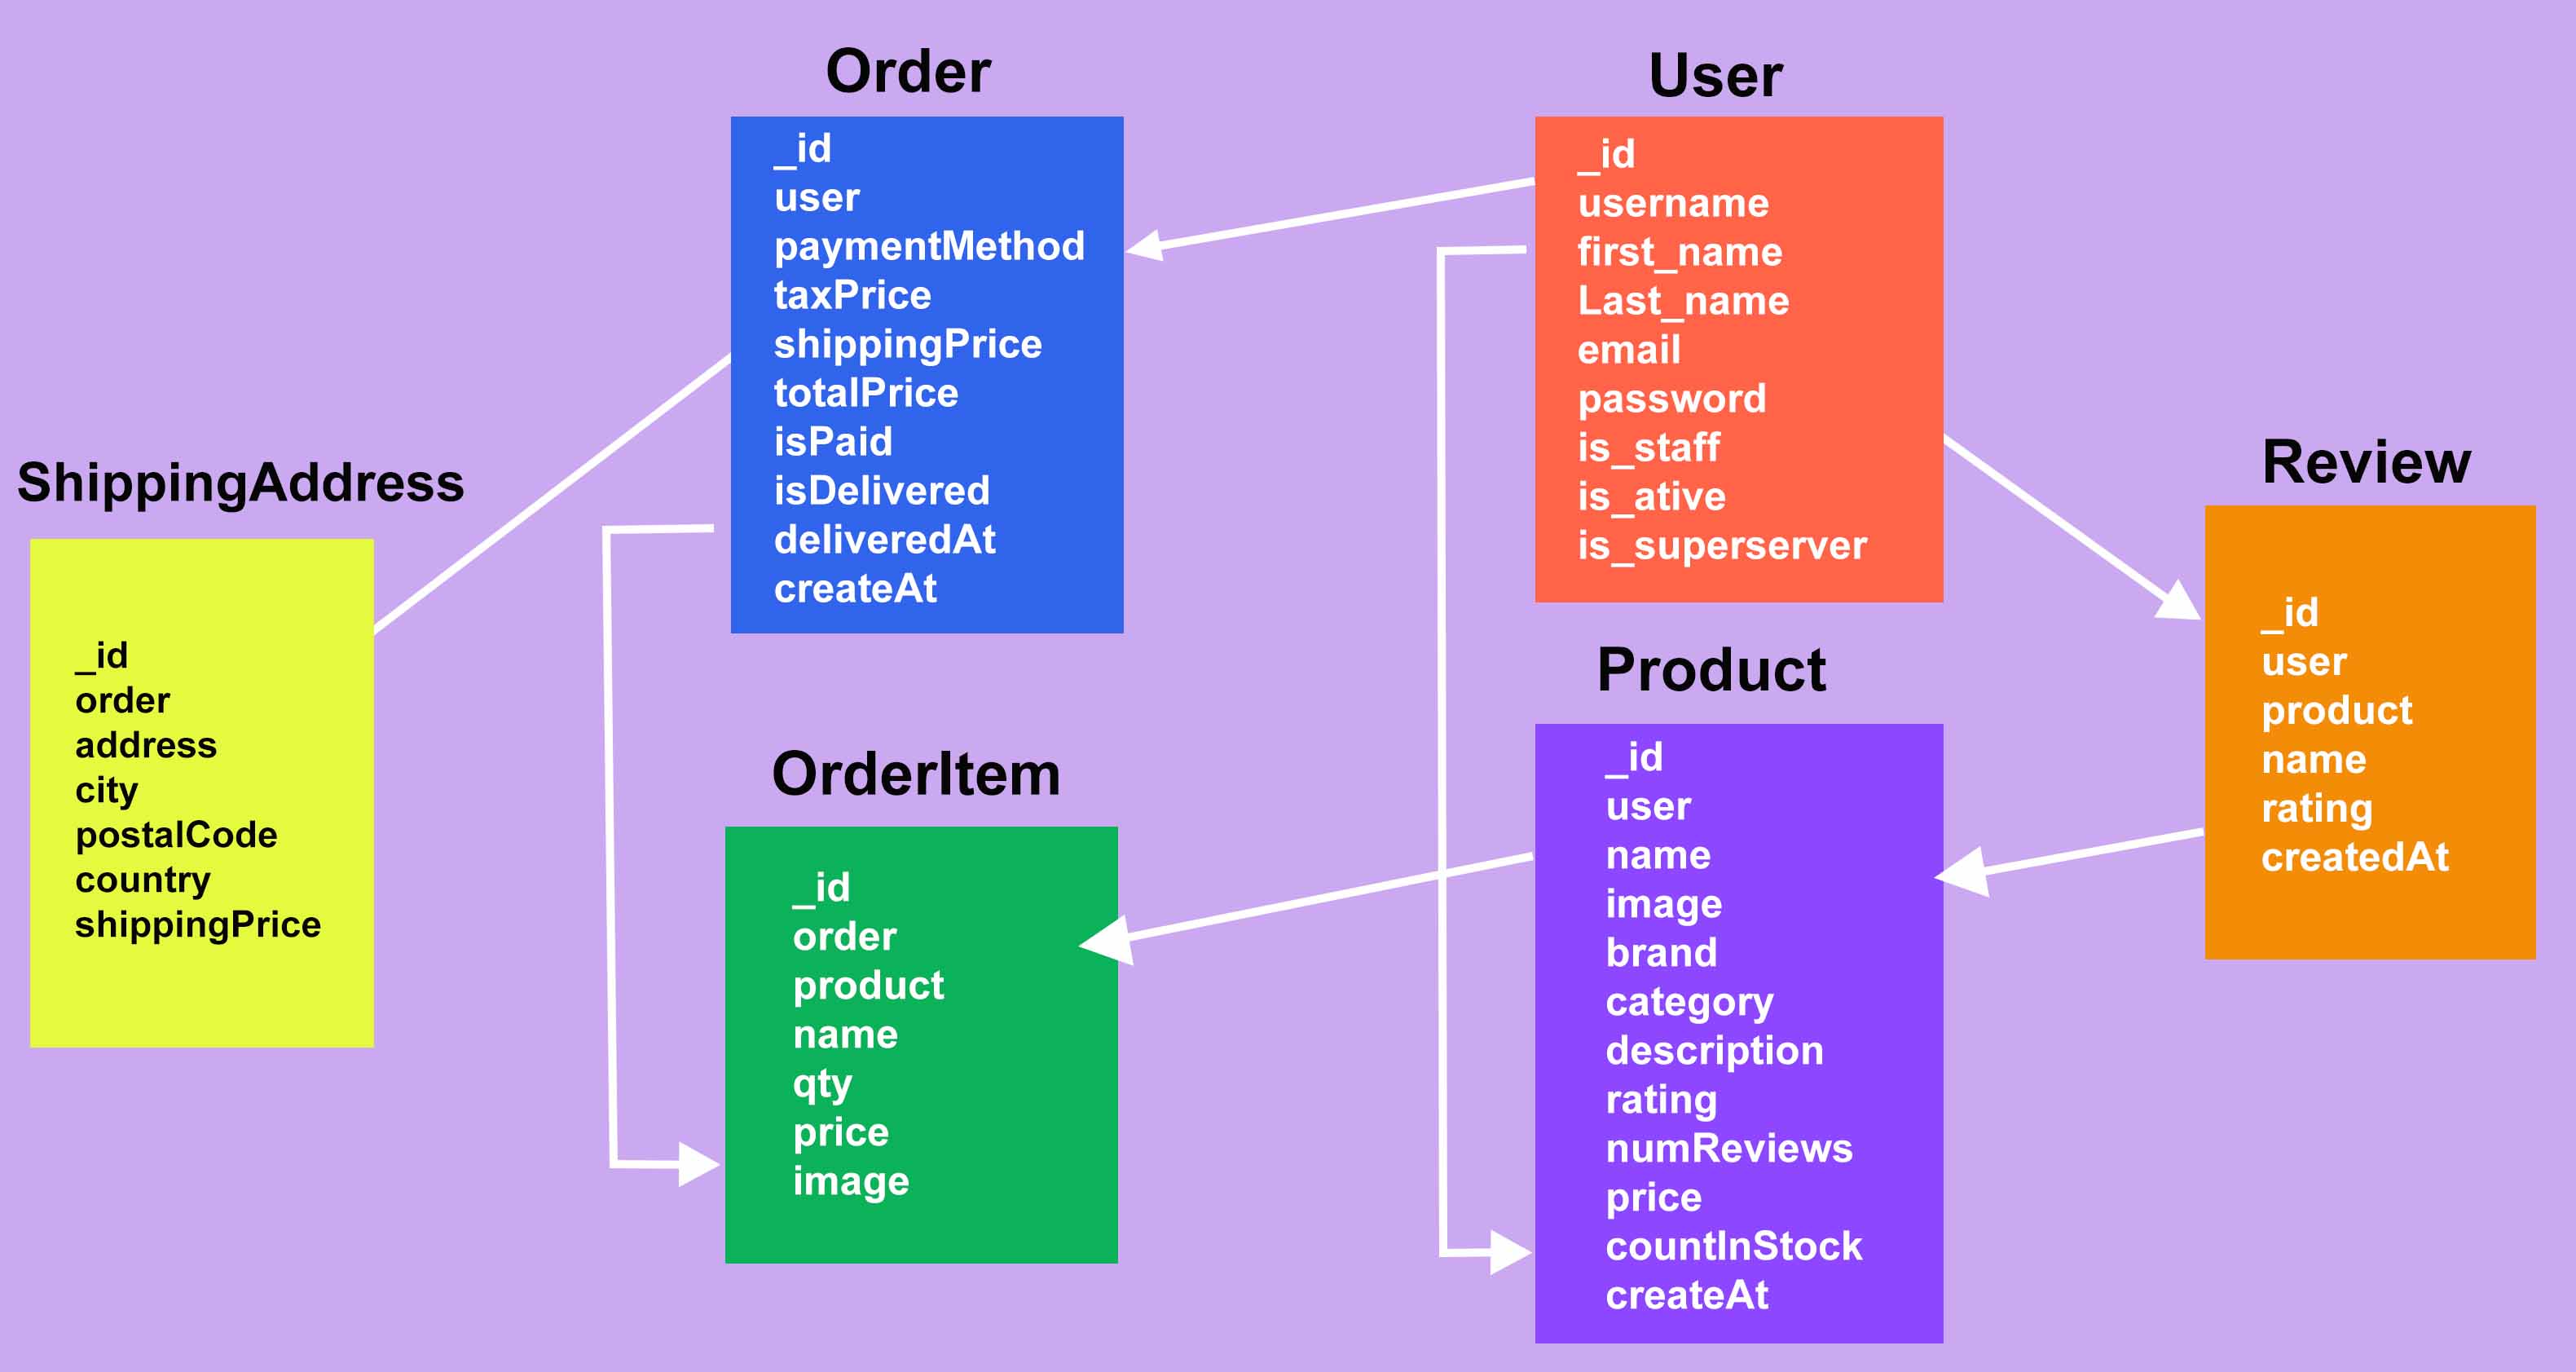 Order
_id
user
paymentMethod
taxPrice
shippingPrice
totalPrice
isPaid
isDelivered
deliveredAt
createAt
User
_id
username
first_name
Last_name
email
password
is_staff
is_ative
is_superserver
ShippingAddress
_id
order
address
city
postalCode
country
shippingPrice
Review
_id
user
product
name
rating
createdAt
OrderItem
_id
order
product
name
qty
price
image
Product
_id
user
name
image
brand
category
description
rating
numReviews
price
countInStock
createAt